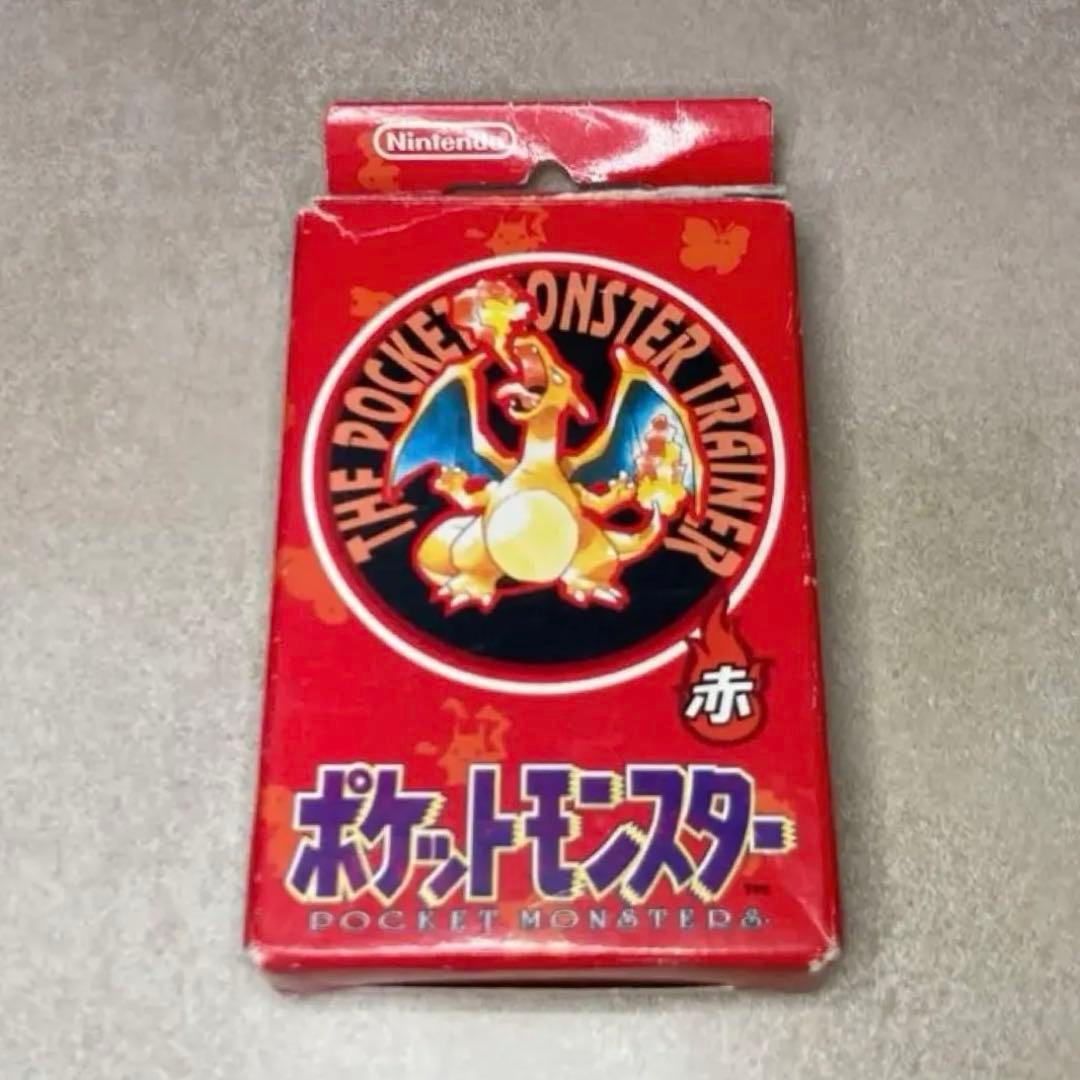 Nintendo
THE POCKET MONSTER TRAINER
赤
ポケットモンスター
POCKET MONSTERS